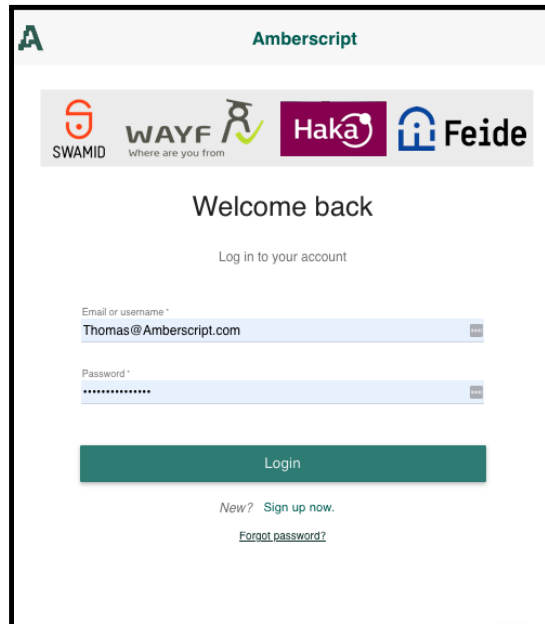 Amberscript
SWAMID
WAYF
Where are you from
Haka
Feide
Welcome back
Log in to your account
Email or username *
Thomas@Amberscript.com
Password *
•••••••••••••••
Login
New? Sign up now.
Forgot password?